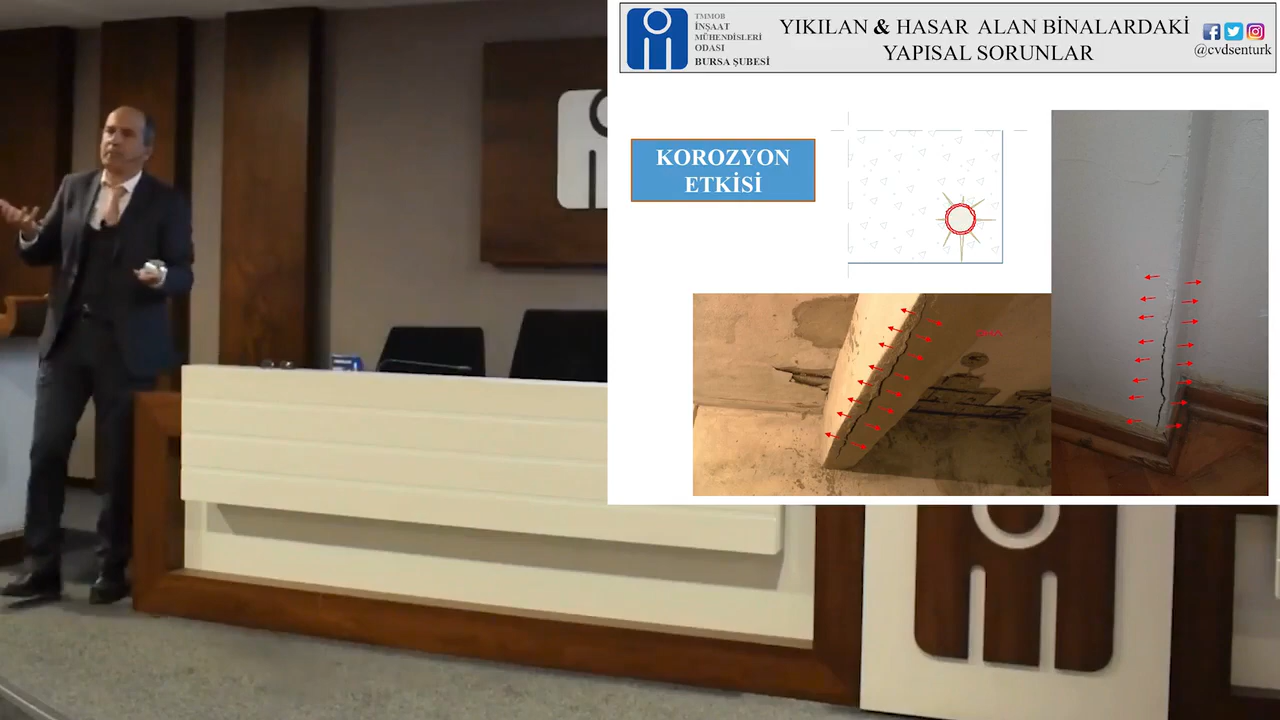 TMMOB
İNŞAAT
MÜHENDİSLERİ
ODASI
BURSA ŞUBESİ
YIKILAN & HASAR ALAN BİNALARDAKİ
YAPISAL SORUNLAR
@cvdsenturk
KOROZYON
ETKİSİ